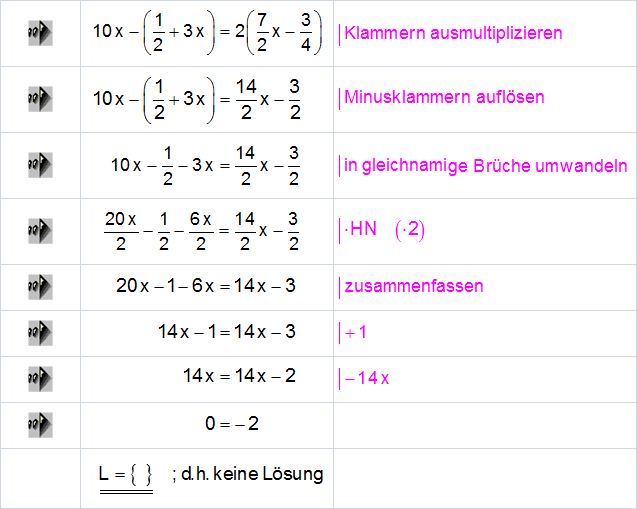 10x − (1/2 + 3x) = 2(7/2 x − 3/4) | Klammern ausmultiplizieren
10x − (1/2 + 3x) = 14/2 x − 3/2 | Minusklammern auflösen
10x − 1/2 − 3x = 14/2 x − 3/2 | in gleichnamige Brüche umwandeln
20x/2 − 1/2 − 6x/2 = 14/2 x − 3/2 | ·HN (·2)
20x − 1 − 6x = 14x − 3 | zusammenfassen
14x − 1 = 14x − 3 | + 1
14x = 14x − 2 | − 14x
0 = − 2
L = { } ; d.h. keine Lösung